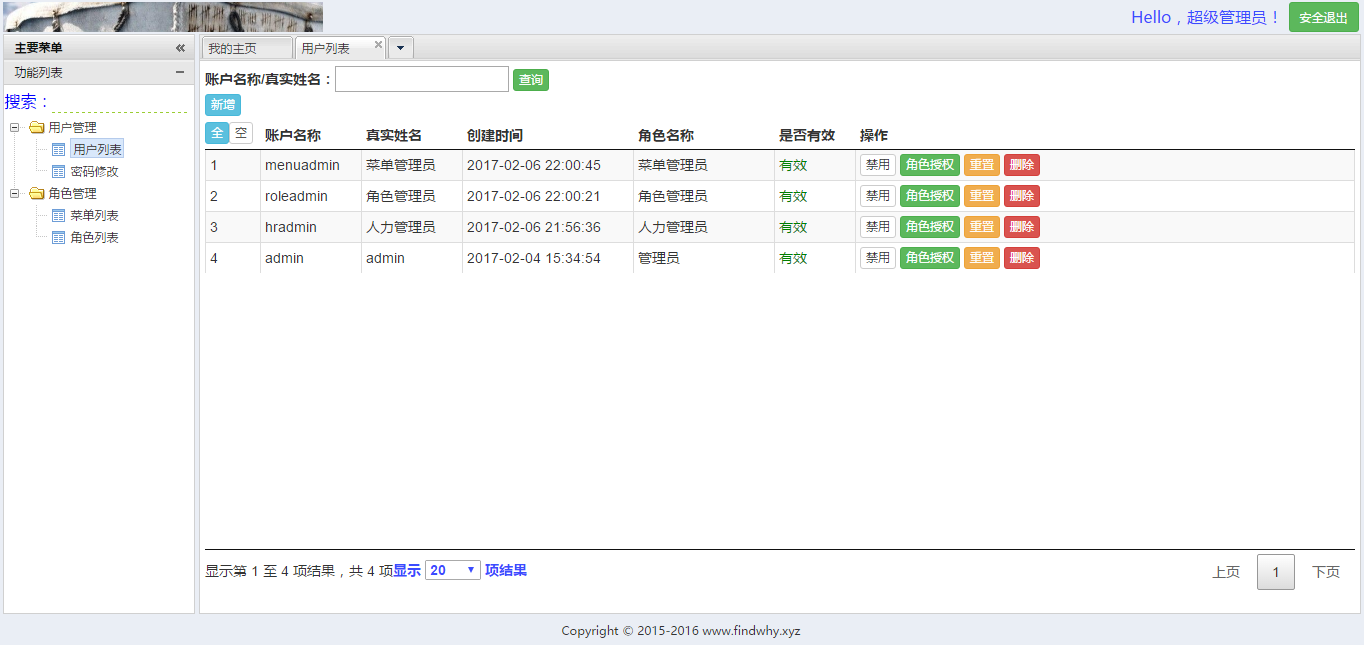 Hello，超级管理员！ 安全退出
主要菜单
功能列表
搜索：
用户管理
用户列表
密码修改
角色管理
菜单列表
角色列表
我的主页 用户列表
账户名称/真实姓名： 查询
新增
全 空 账户名称 真实姓名 创建时间 角色名称 是否有效 操作
1 menuadmin 菜单管理员 2017-02-06 22:00:45 菜单管理员 有效 禁用 角色授权 重置 删除
2 roleadmin 角色管理员 2017-02-06 22:00:21 角色管理员 有效 禁用 角色授权 重置 删除
3 hradmin 人力管理员 2017-02-06 21:56:36 人力管理员 有效 禁用 角色授权 重置 删除
4 admin admin 2017-02-04 15:34:54 管理员 有效 禁用 角色授权 重置 删除
显示第 1 至 4 项结果，共 4 项显示 20 项结果 上页 1 下页
Copyright © 2015-2016 www.findwhy.xyz